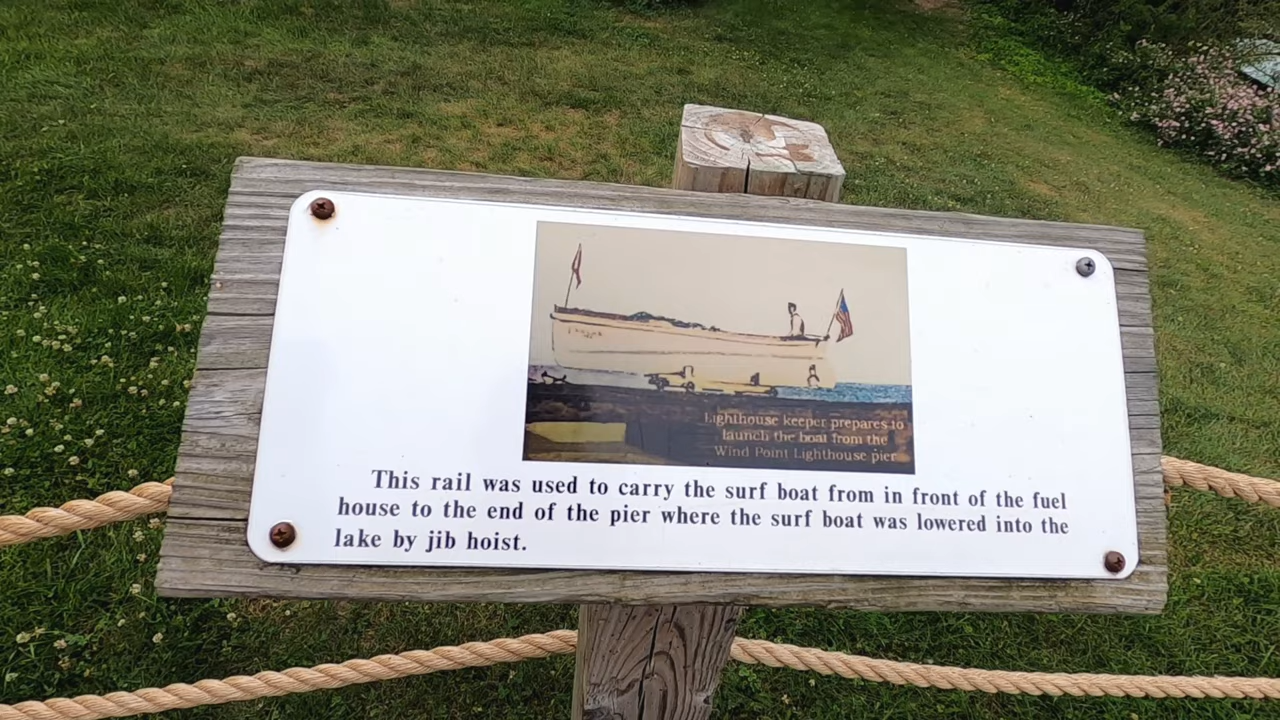 Lighthouse keeper prepares to
launch the boat from the
Wind Point Lighthouse pier
This rail was used to carry the surf boat from in front of the fuel
house to the end of the pier where the surf boat was lowered into the
lake by jib hoist.